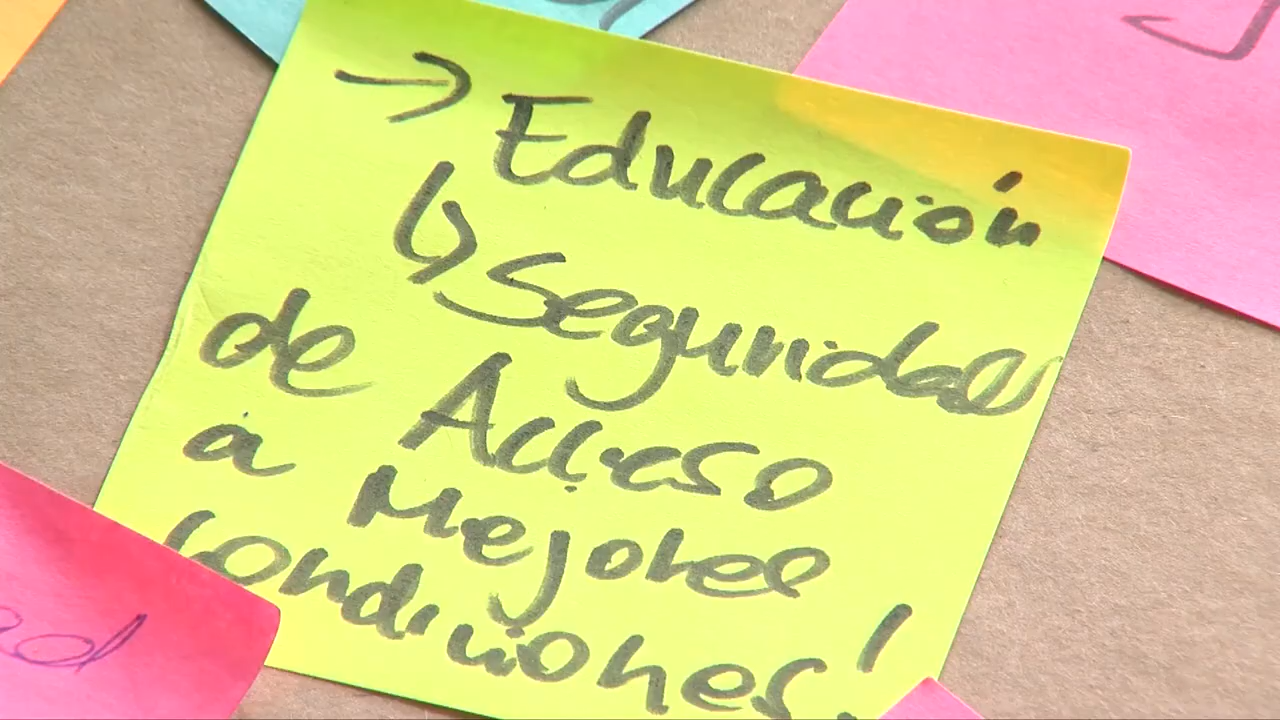 → Educación
↳ Seguridad
de Acceso
a Mejores
condiciones!